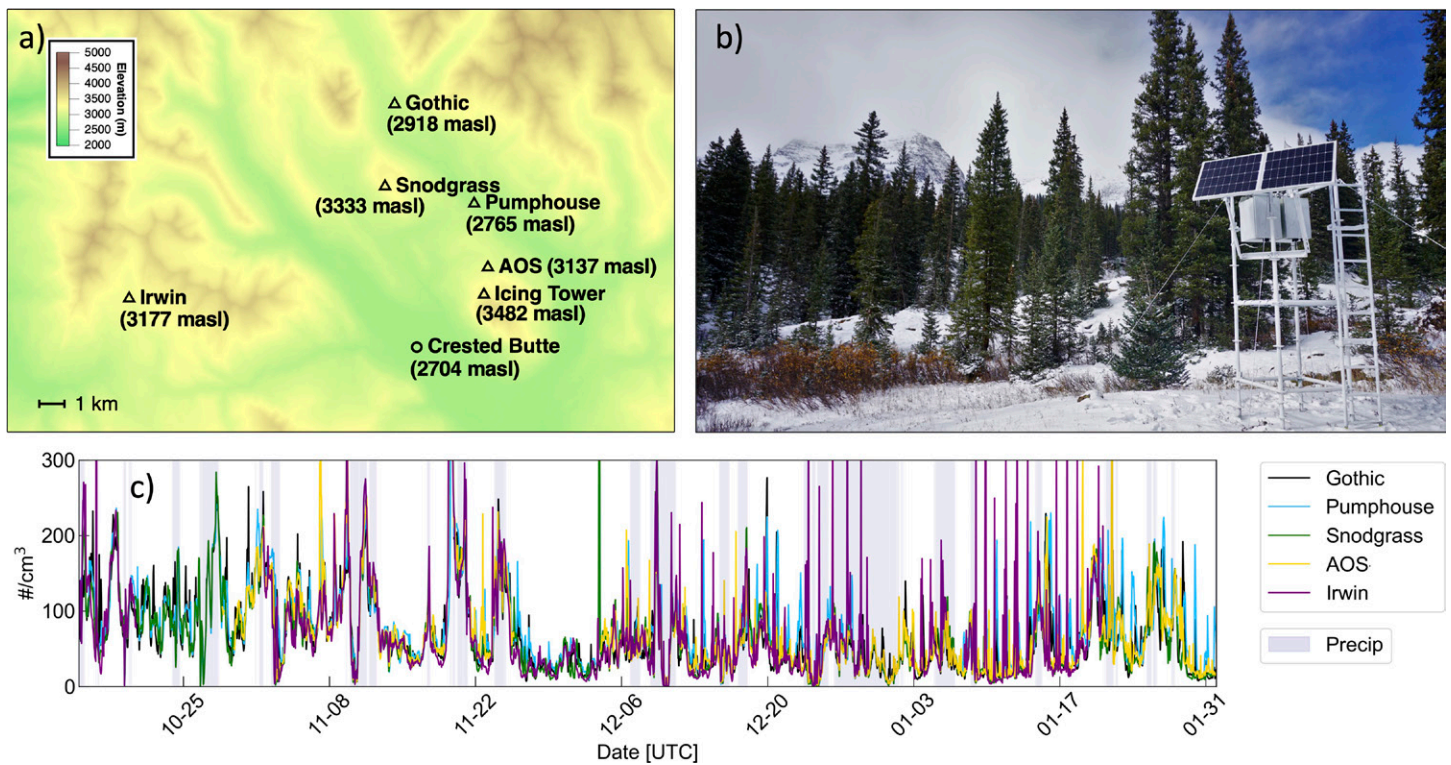 a)
5000
4500
4000
3500
3000
2500
2000
Elevation (m)
Gothic
(2918 masl)
Snodgrass
(3333 masl)
Pumphouse
(2765 masl)
AOS (3137 masl)
Icing Tower
(3482 masl)
Irwin
(3177 masl)
Crested Butte
(2704 masl)
1 km
b)
c)
300
200
100
0
#/cm³
10-25
11-08
11-22
12-06
12-20
01-03
01-17
01-31
Date [UTC]
Gothic
Pumphouse
Snodgrass
AOS
Irwin
Precip